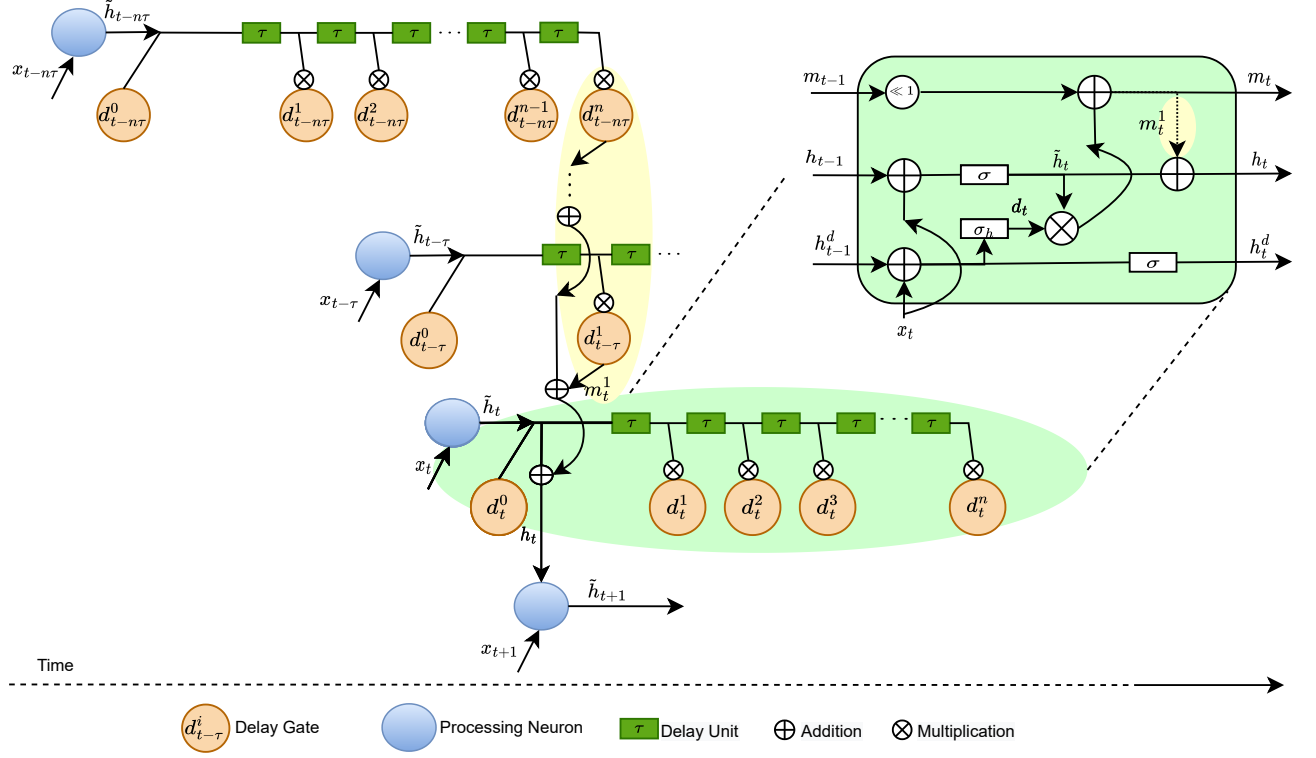 h̃_{t−nτ}
τ τ τ ··· τ τ
x_{t−nτ}
d^0_{t−nτ} d^1_{t−nτ} d^2_{t−nτ} d^{n−1}_{t−nτ} d^n_{t−nτ}
m_{t−1} ≪1 m_t
m^1_t
h_{t−1} σ h̃_t h_t
d_t
σ_h
h^d_{t−1} σ h^d_t
x_t
h̃_{t−τ} τ τ ···
x_{t−τ}
d^0_{t−τ} d^1_{t−τ}
m^1_t
h̃_t τ τ τ τ ··· τ
x_t
d^0_t d^1_t d^2_t d^3_t d^n_t
h_t
h̃_{t+1}
x_{t+1}
Time
d^i_{t−τ} Delay Gate Processing Neuron τ Delay Unit Addition Multiplication